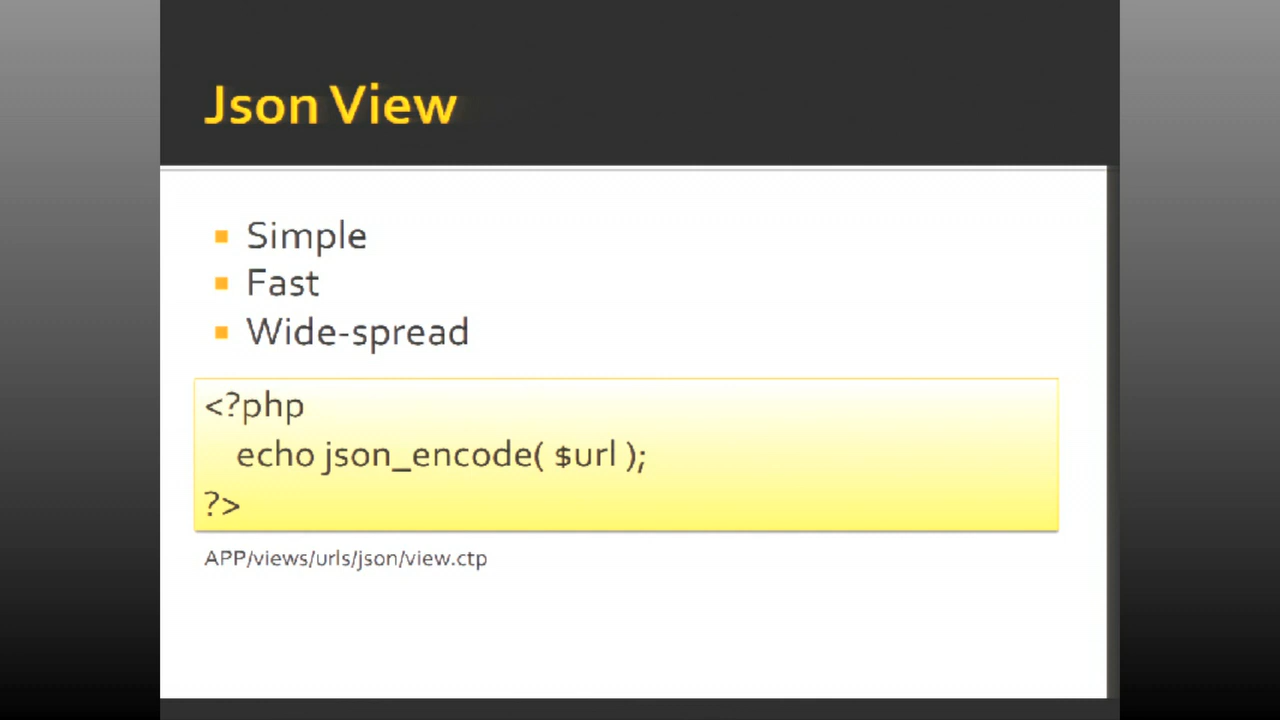 Json View
Simple
Fast
Wide-spread
<?php
echo json_encode( $url );
?>
APP/views/urls/json/view.ctp